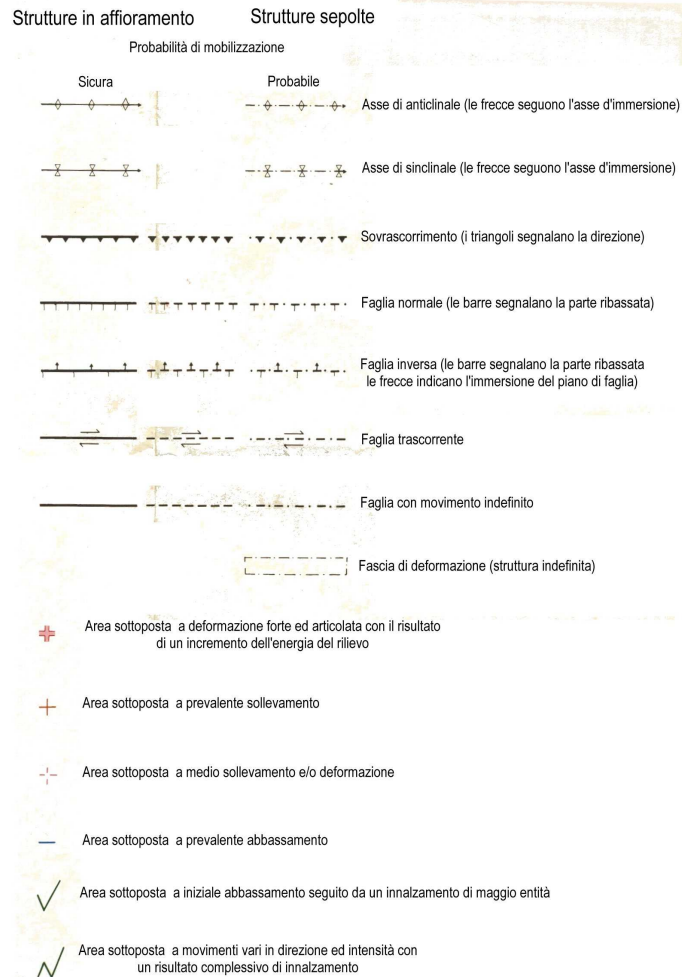 Strutture in affioramento
Strutture sepolte
Probabilità di mobilizzazione
Sicura
Probabile
Asse di anticlinale (le frecce seguono l'asse d'immersione)
Asse di sinclinale (le frecce seguono l'asse d'immersione)
Sovrascorrimento (i triangoli segnalano la direzione)
Faglia normale (le barre segnalano la parte ribassata)
Faglia inversa (le barre segnalano la parte ribassata
le frecce indicano l'immersione del piano di faglia)
Faglia trascorrente
Faglia con movimento indefinito
Fascia di deformazione (struttura indefinita)
Area sottoposta a deformazione forte ed articolata con il risultato
di un incremento dell'energia del rilievo
Area sottoposta a prevalente sollevamento
Area sottoposta a medio sollevamento e/o deformazione
Area sottoposta a prevalente abbassamento
Area sottoposta a iniziale abbassamento seguito da un innalzamento di maggio entità
Area sottoposta a movimenti vari in direzione ed intensità con
un risultato complessivo di innalzamento